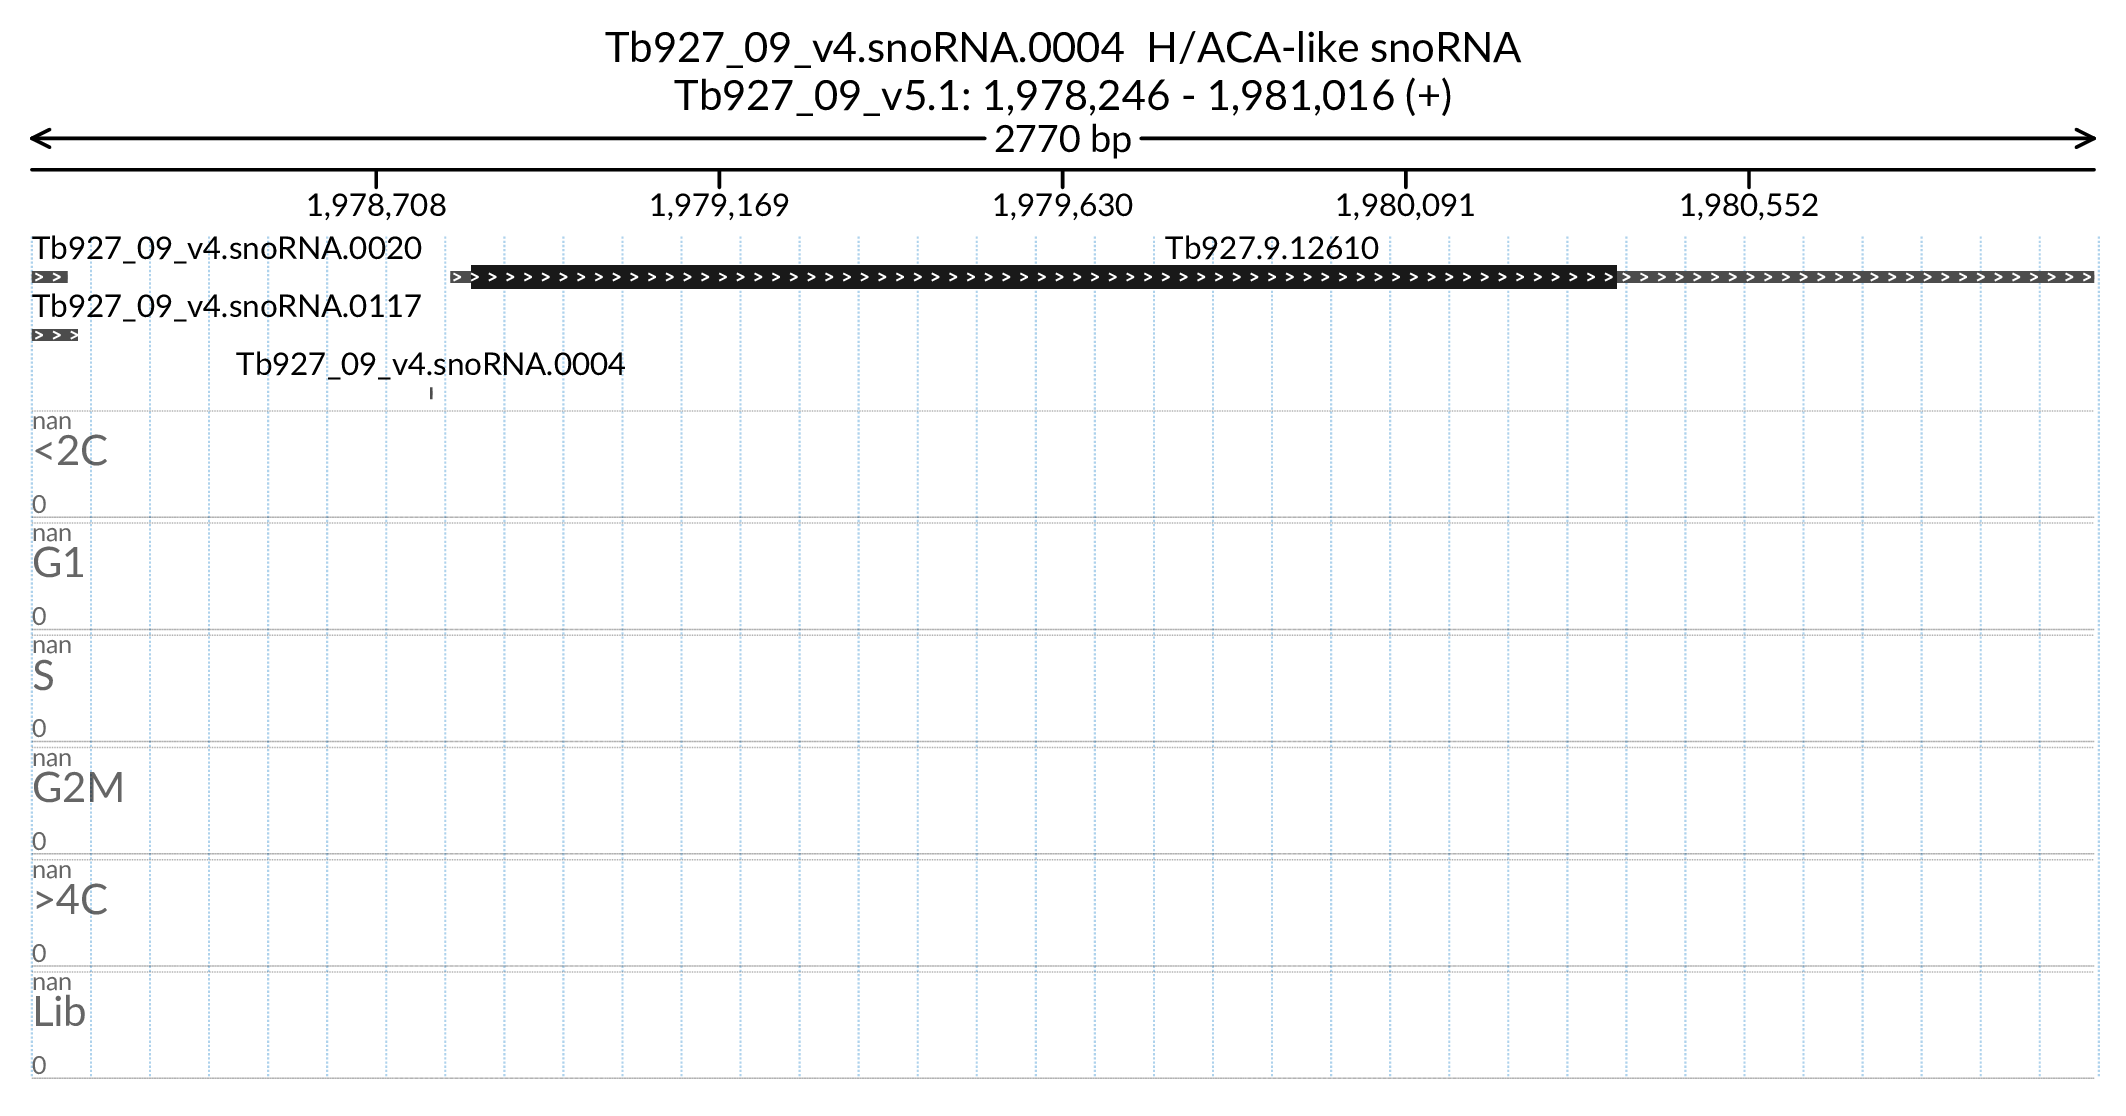 Tb927_09_v4.snoRNA.0004 H/ACA-like snoRNA
Tb927_09_v5.1: 1,978,246 - 1,981,016 (+)
2770 bp
1,978,708 1,979,169 1,979,630 1,980,091 1,980,552
Tb927_09_v4.snoRNA.0020 Tb927.9.12610
Tb927_09_v4.snoRNA.0117
Tb927_09_v4.snoRNA.0004
nan
<2C
0
nan
G1
0
nan
S
0
nan
G2M
0
nan
>4C
0
nan
Lib
0